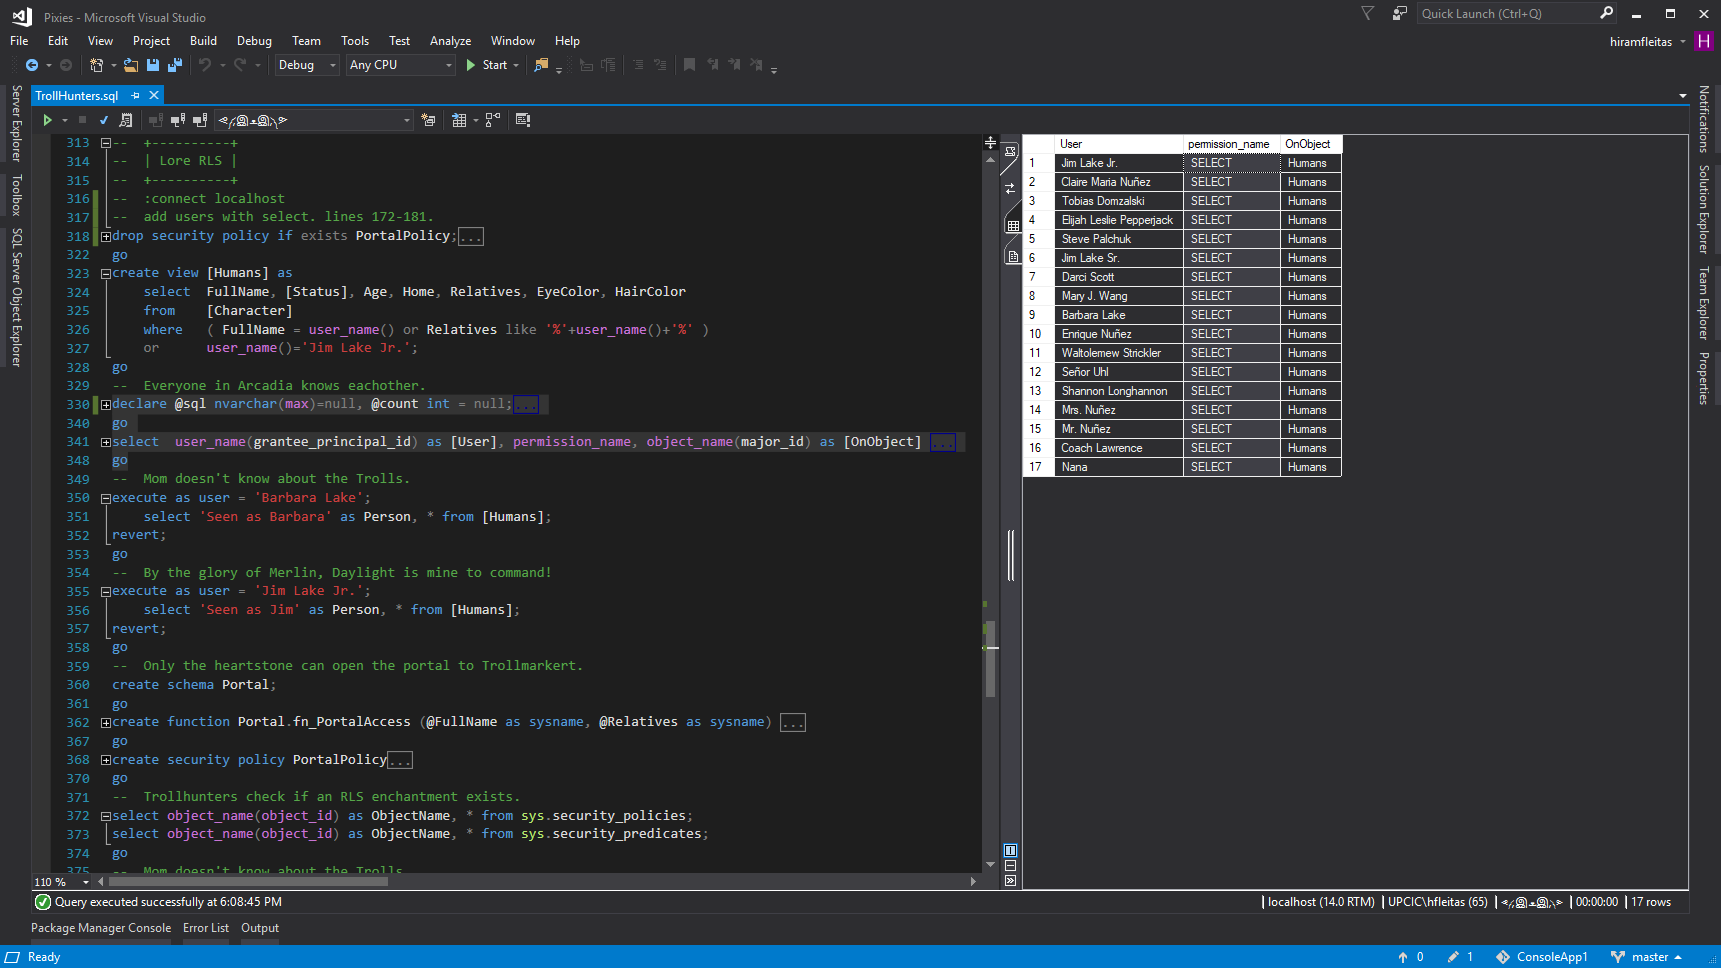 Pixies - Microsoft Visual Studio
Quick Launch (Ctrl+Q)
File Edit View Project Build Debug Team Tools Test Analyze Window Help
hiramfleitas H
Debug Any CPU Start
TrollHunters.sql
Server Explorer
Toolbox
SQL Server Object Explorer
313 -- +----------+
314 -- | Lore RLS |
315 -- +----------+
316 -- :connect localhost
317 -- add users with select. lines 172-181.
318 drop security policy if exists PortalPolicy;...
322 go
323 create view [Humans] as
324 select FullName, [Status], Age, Home, Relatives, EyeColor, HairColor
325 from [Character]
326 where ( FullName = user_name() or Relatives like '%'+user_name()+'%' )
327 or user_name()='Jim Lake Jr.';
328 go
329 -- Everyone in Arcadia knows eachother.
330 declare @sql nvarchar(max)=null, @count int = null;...
340 go
341 select user_name(grantee_principal_id) as [User], permission_name, object_name(major_id) as [OnObject] ...
348 go
349 -- Mom doesn't know about the Trolls.
350 execute as user = 'Barbara Lake';
351 select 'Seen as Barbara' as Person, * from [Humans];
352 revert;
353 go
354 -- By the glory of Merlin, Daylight is mine to command!
355 execute as user = 'Jim Lake Jr.';
356 select 'Seen as Jim' as Person, * from [Humans];
357 revert;
358 go
359 -- Only the heartstone can open the portal to Trollmarkert.
360 create schema Portal;
361 go
362 create function Portal.fn_PortalAccess (@FullName as sysname, @Relatives as sysname) ...
367 go
368 create security policy PortalPolicy...
370 go
371 -- Trollhunters check if an RLS enchantment exists.
372 select object_name(object_id) as ObjectName, * from sys.security_policies;
373 select object_name(object_id) as ObjectName, * from sys.security_predicates;
374 go
375 -- Mom doesn't know about the Trolls
110 %
User permission_name OnObject
1 Jim Lake Jr. SELECT Humans
2 Claire Maria Nuñez SELECT Humans
3 Tobias Domzalski SELECT Humans
4 Elijah Leslie Pepperjack SELECT Humans
5 Steve Palchuk SELECT Humans
6 Jim Lake Sr. SELECT Humans
7 Darci Scott SELECT Humans
8 Mary J. Wang SELECT Humans
9 Barbara Lake SELECT Humans
10 Enrique Nuñez SELECT Humans
11 Waltolemew Strickler SELECT Humans
12 Señor Uhl SELECT Humans
13 Shannon Longhannon SELECT Humans
14 Mrs. Nuñez SELECT Humans
15 Mr. Nuñez SELECT Humans
16 Coach Lawrence SELECT Humans
17 Nana SELECT Humans
Notifications
Solution Explorer
Team Explorer
Properties
Query executed successfully at 6:08:45 PM
localhost (14.0 RTM) UPCIC\hfleitas (65) 00:00:00 17 rows
Package Manager Console Error List Output
Ready
0 1 ConsoleApp1 master